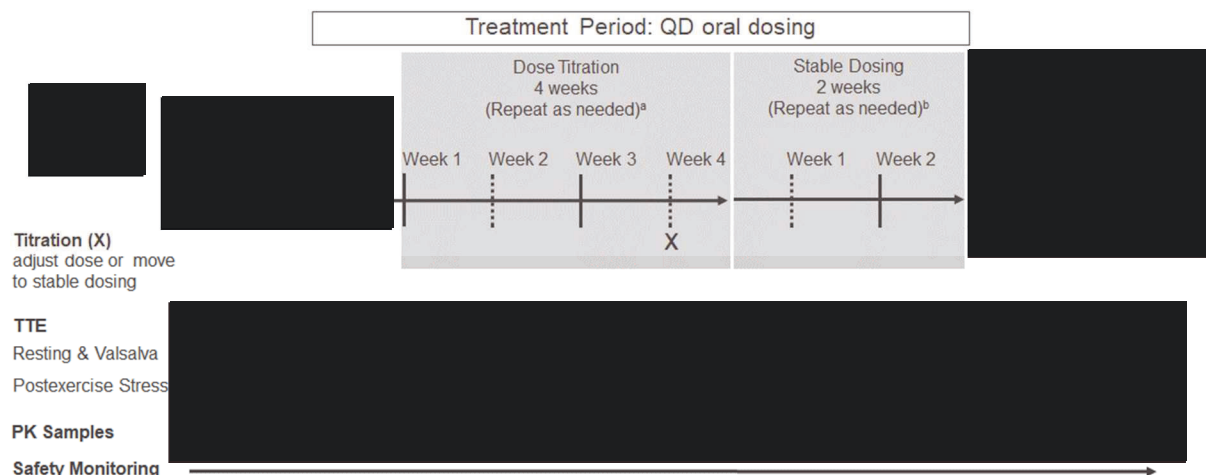 Treatment Period: QD oral dosing
Dose Titration
4 weeks
(Repeat as needed)ᵃ
Stable Dosing
2 weeks
(Repeat as needed)ᵇ
Week 1 Week 2 Week 3 Week 4
Week 1 Week 2
X
Titration (X)
adjust dose or move
to stable dosing
TTE
Resting & Valsalva
Postexercise Stress
PK Samples
Safety Monitoring